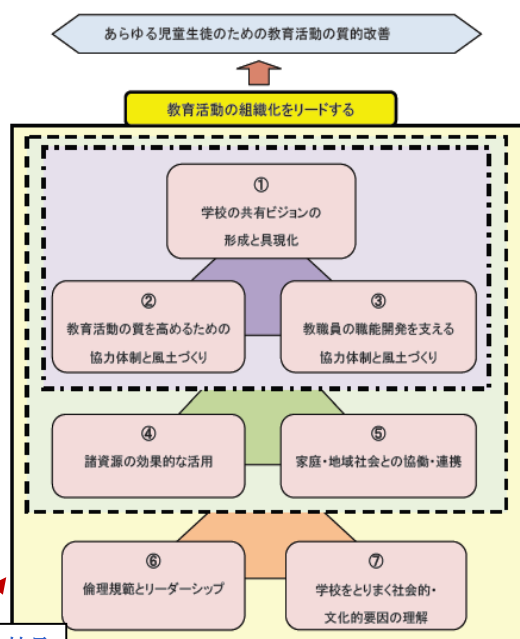 あらゆる児童生徒のための教育活動の質的改善
教育活動の組織化をリードする
①
学校の共有ビジョンの
形成と具現化
②
教育活動の質を高めるための
協力体制と風土づくり
③
教職員の職能開発を支える
協力体制と風土づくり
④
諸資源の効果的な活用
⑤
家庭・地域社会との協働・連携
⑥
倫理規範とリーダーシップ
⑦
学校をとりまく社会的・
文化的要因の理解